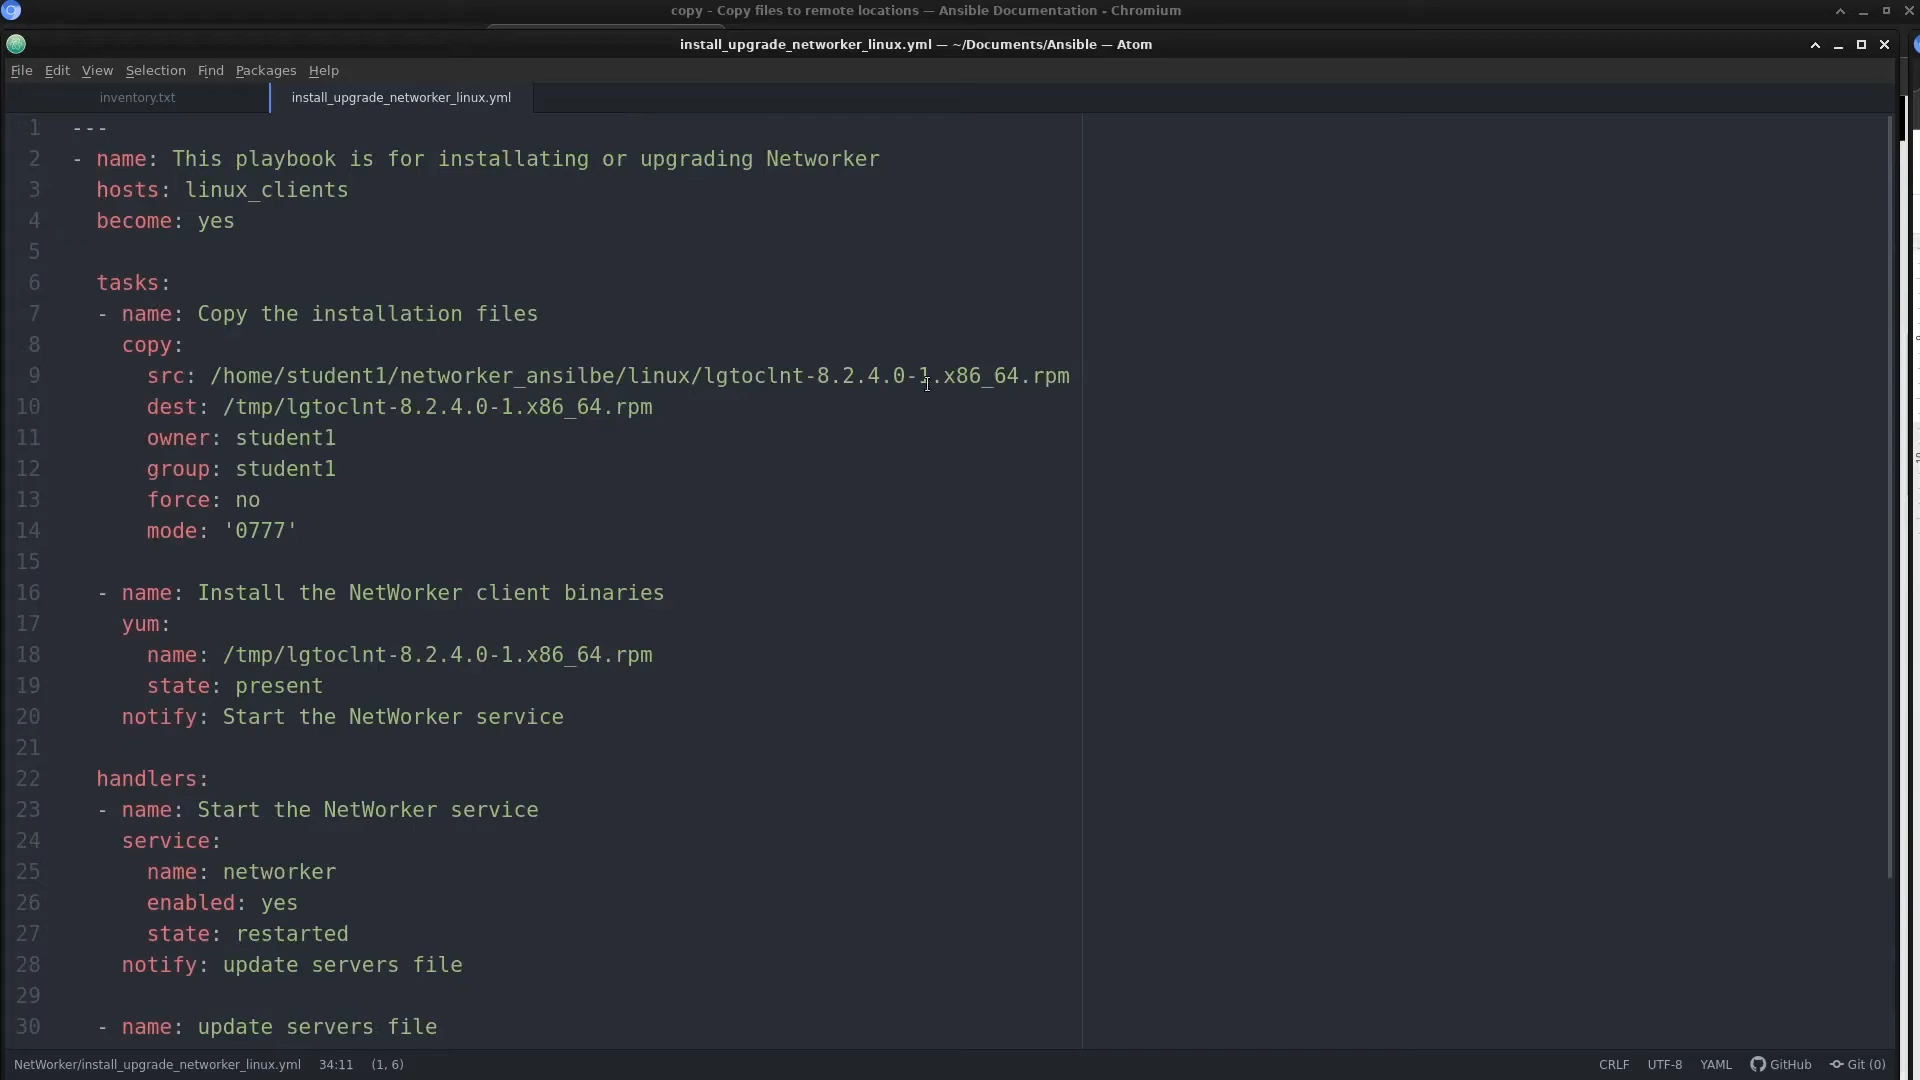 copy - Copy files to remote locations — Ansible Documentation - Chromium
install_upgrade_networker_linux.yml — ~/Documents/Ansible — Atom
File Edit View Selection Find Packages Help
inventory.txt install_upgrade_networker_linux.yml
1 ---
2 - name: This playbook is for installating or upgrading Networker
3 hosts: linux_clients
4 become: yes
5
6 tasks:
7 - name: Copy the installation files
8 copy:
9 src: /home/student1/networker_ansilbe/linux/lgtoclnt-8.2.4.0-1.x86_64.rpm
10 dest: /tmp/lgtoclnt-8.2.4.0-1.x86_64.rpm
11 owner: student1
12 group: student1
13 force: no
14 mode: '0777'
15
16 - name: Install the NetWorker client binaries
17 yum:
18 name: /tmp/lgtoclnt-8.2.4.0-1.x86_64.rpm
19 state: present
20 notify: Start the NetWorker service
21
22 handlers:
23 - name: Start the NetWorker service
24 service:
25 name: networker
26 enabled: yes
27 state: restarted
28 notify: update servers file
29
30 - name: update servers file
NetWorker/install_upgrade_networker_linux.yml 34:11 (1, 6) CRLF UTF-8 YAML GitHub Git (0)